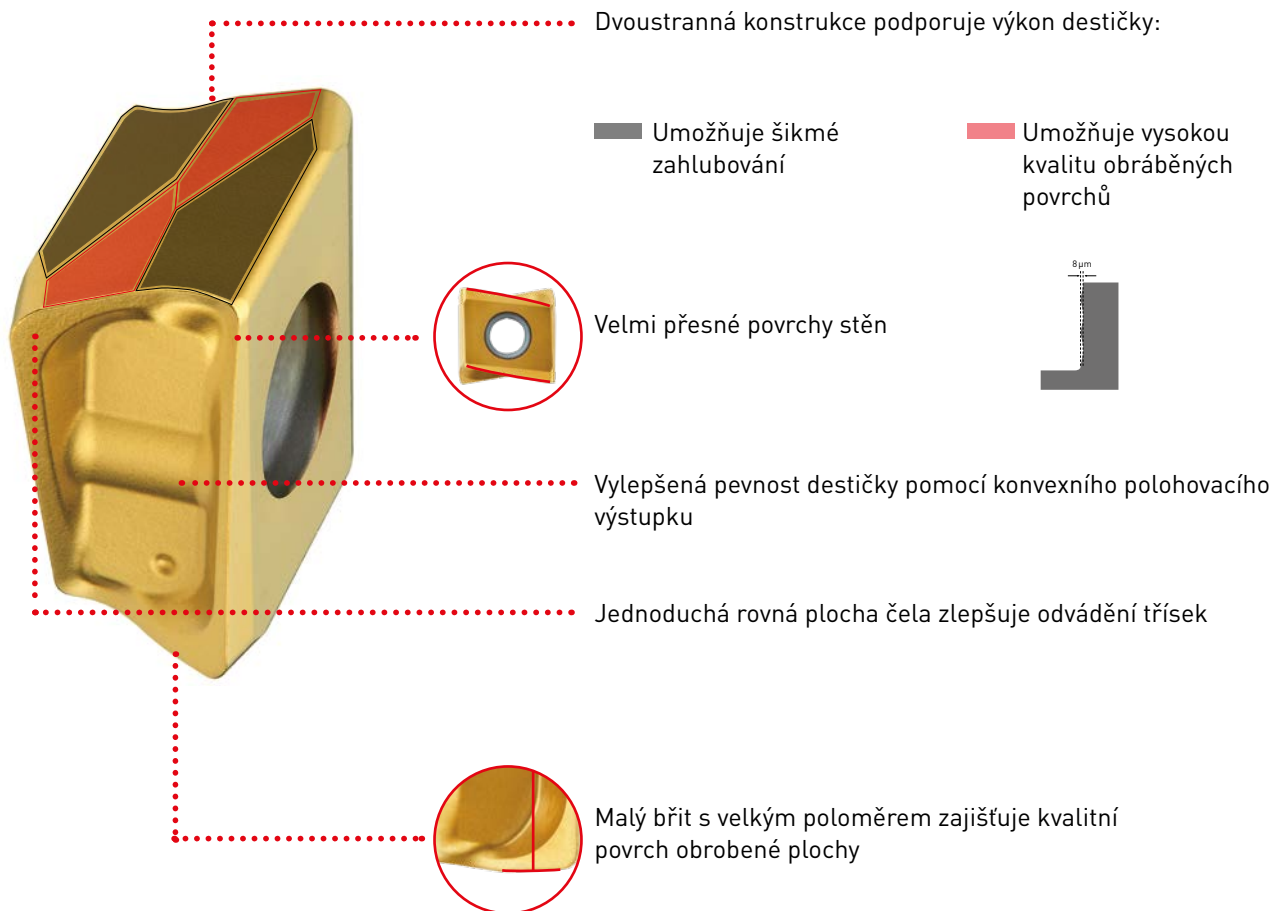 Dvoustranná konstrukce podporuje výkon destičky:
Umožňuje šikmé
zahlubování
Umožňuje vysokou
kvalitu obráběných
povrchů
8µm
Velmi přesné povrchy stěn
Vylepšená pevnost destičky pomocí konvexního polohovacího
výstupku
Jednoduchá rovná plocha čela zlepšuje odvádění třísek
Malý břit s velkým poloměrem zajišťuje kvalitní
povrch obrobené plochy